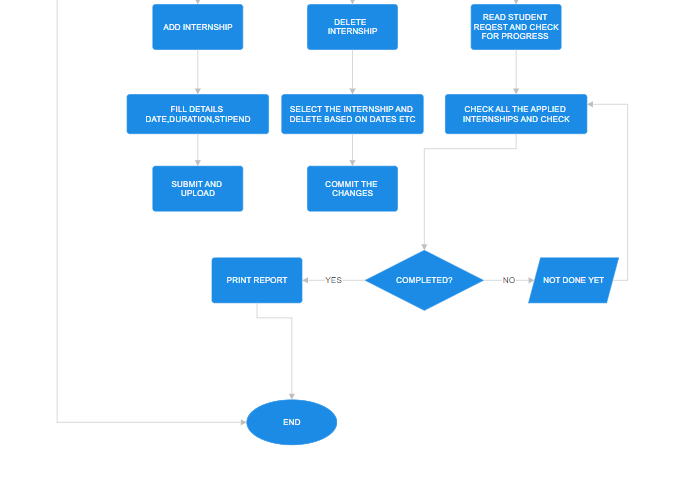 ADD INTERNSHIP
DELETE
INTERNSHIP
READ STUDENT
REQEST AND CHECK
FOR PROGRESS
FILL DETAILS
DATE,DURATION,STIPEND
SELECT THE INTERNSHIP AND
DELETE BASED ON DATES ETC
CHECK ALL THE APPLIED
INTERNSHIPS AND CHECK
SUBMIT AND
UPLOAD
COMMIT THE
CHANGES
PRINT REPORT
YES
COMPLETED?
NO
NOT DONE YET
END